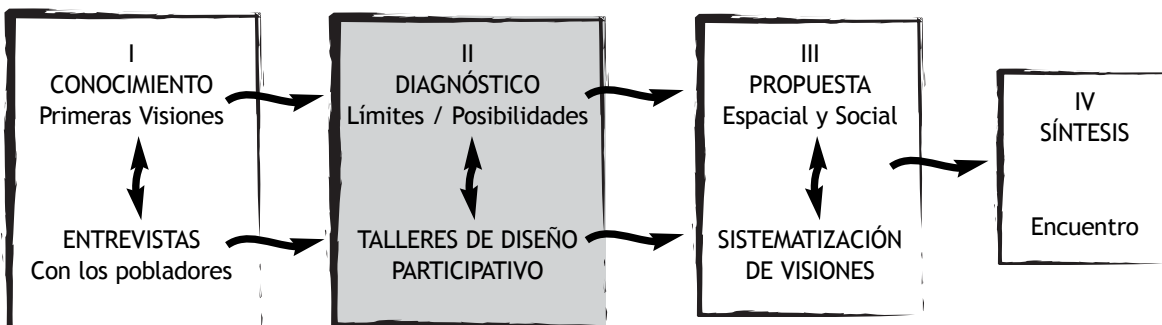 I
CONOCIMIENTO
Primeras Visiones
ENTREVISTAS
Con los pobladores
II
DIAGNÓSTICO
Límites / Posibilidades
TALLERES DE DISEÑO
PARTICIPATIVO
III
PROPUESTA
Espacial y Social
SISTEMATIZACIÓN
DE VISIONES
IV
SÍNTESIS
Encuentro